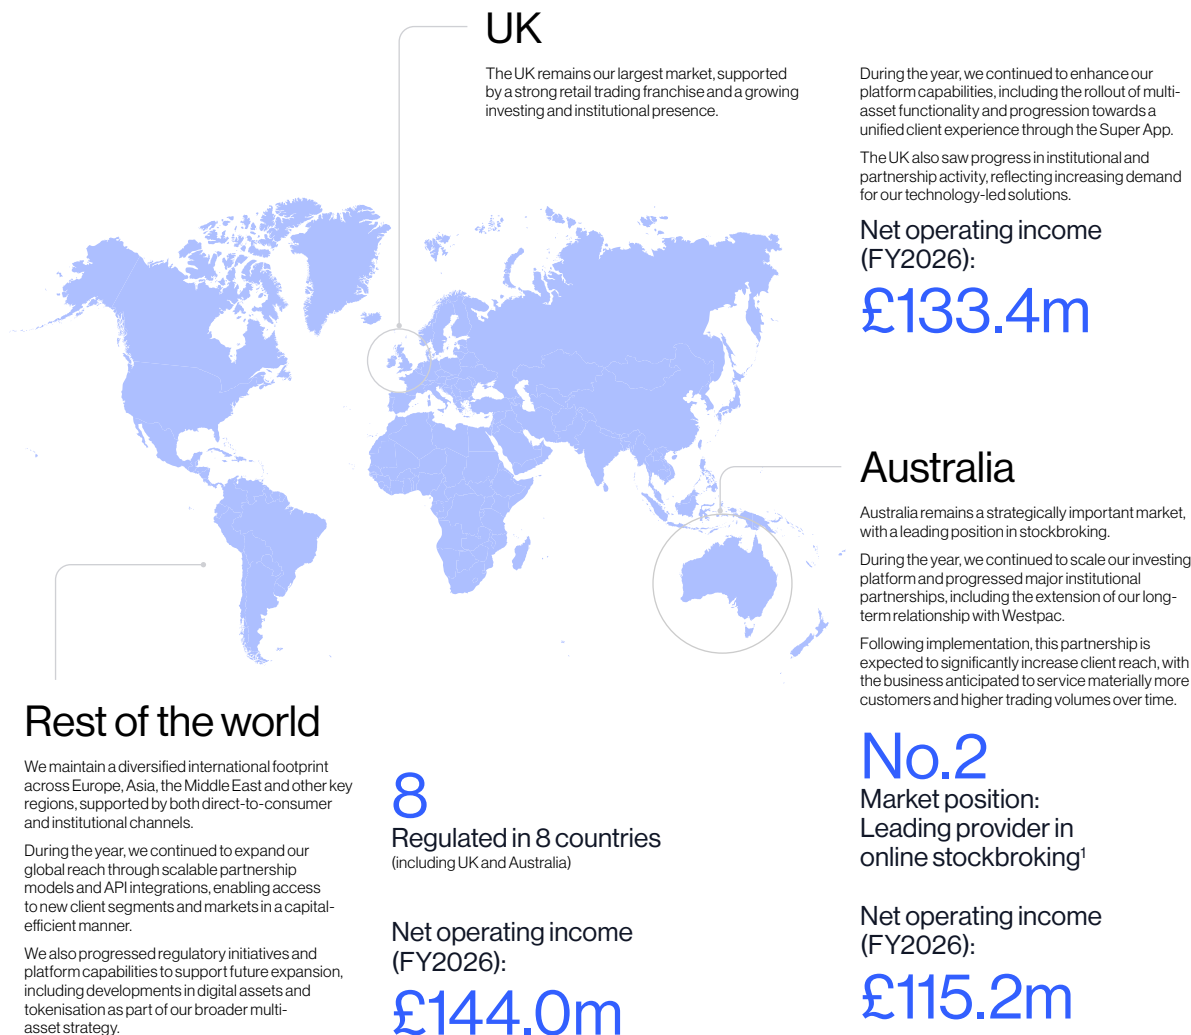 UK
The UK remains our largest market, supported
by a strong retail trading franchise and a growing
investing and institutional presence.
During the year, we continued to enhance our
platform capabilities, including the rollout of multi-
asset functionality and progression towards a
unified client experience through the Super App.
The UK also saw progress in institutional and
partnership activity, reflecting increasing demand
for our technology-led solutions.
Net operating income
(FY2026):
£133.4m
Australia
Australia remains a strategically important market,
with a leading position in stockbroking.
During the year, we continued to scale our investing
platform and progressed major institutional
partnerships, including the extension of our long-
term relationship with Westpac.
Following implementation, this partnership is
expected to significantly increase client reach, with
the business anticipated to service materially more
customers and higher trading volumes over time.
No.2
Market position:
Leading provider in
online stockbroking¹
Net operating income
(FY2026):
£115.2m
Rest of the world
We maintain a diversified international footprint
across Europe, Asia, the Middle East and other key
regions, supported by both direct-to-consumer
and institutional channels.
During the year, we continued to expand our
global reach through scalable partnership
models and API integrations, enabling access
to new client segments and markets in a capital-
efficient manner.
We also progressed regulatory initiatives and
platform capabilities to support future expansion,
including developments in digital assets and
tokenisation as part of our broader multi-
asset strategy.
8
Regulated in 8 countries
(including UK and Australia)
Net operating income
(FY2026):
£144.0m